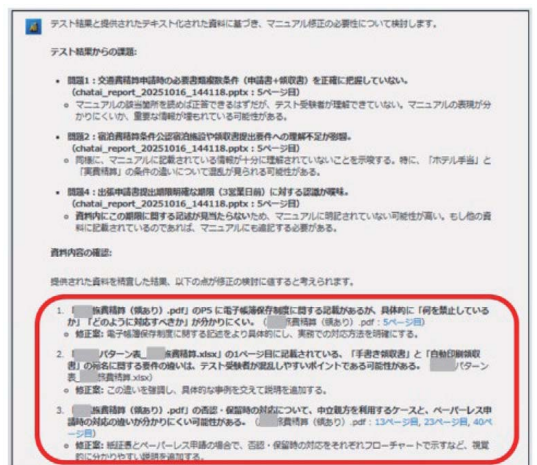 テスト結果と提供されたテキスト化された資料に基づき、マニュアル修正の必要性について検討します。
テスト結果からの課題:
• 問題1：交通費精算申請時の必要書類複数条件（申請書+領収書）を正確に把握していない。
（chatai_report_20251016_144118.pptx：5ページ目）
○ マニュアルの該当箇所を読めば正答できるはずだが、テスト受験者が理解できていない。マニュアルの表現が分
かりにくいか、重要な情報が埋もれている可能性がある。
• 問題2：宿泊費精算条件公認宿泊施設や領収書提出要件への理解不足が影響。
（chatai_report_20251016_144118.pptx：5ページ目）
○ 同様に、マニュアルに記載されている情報が十分に理解されていないことを示唆する。特に、「ホテル手当」と
「実費精算」の条件の違いについて混乱が見られる可能性がある。
• 問題4：出張申請書提出期限明確な期限（3営業日前）に対する認識が曖昧。
（chatai_report_20251016_144118.pptx：5ページ目）
○ 資料内にこの期限に関する記述が見当たらないため、マニュアルに明記されていない可能性が高い。もし他の資
料に記載されているのであれば、マニュアルにも追記する必要がある。
資料内容の確認:
提供された資料を精査した結果、以下の点が修正の検討に値すると考えられます。
1. 「 旅費精算（領あり）.pdf」のP5 に電子帳簿保存制度に関する記載があるが、具体的に「何を禁止している
か」「どのように対応すべきか」が分かりにくい。（ 旅費精算（領あり）.pdf：5ページ目）
○ 修正案: 電子帳簿保存制度に関する記述をより具体的にし、実務での対応方法を明確にする。
2. 「 パターン表_ 旅費精算.xlsx」の1ページ目に記載されている、「手書き領収書」と「自動印刷領収
書」の宛名に関する要件の違いは、テスト受験者が混乱しやすいポイントである可能性がある。（ パターン
表_ 旅費精算.xlsx）
○ 修正案: この違いを強調し、具体的な事例を交えて説明を追加する。
3. 「 旅費精算（領あり）.pdf」の否認・保留時の対応について、中立親方を利用するケースと、ペーパーレス申
請時の対応の違いが分かりにくい可能性がある。（ 旅費精算（領あり）.pdf：13ページ目, 23ページ目, 40ペ
ージ目）
○ 修正案: 紙証憑とペーパーレス申請の場合で、否認・保留時の対応をそれぞれフローチャートで示すなど、視覚
的に分かりやすい説明を追加する。